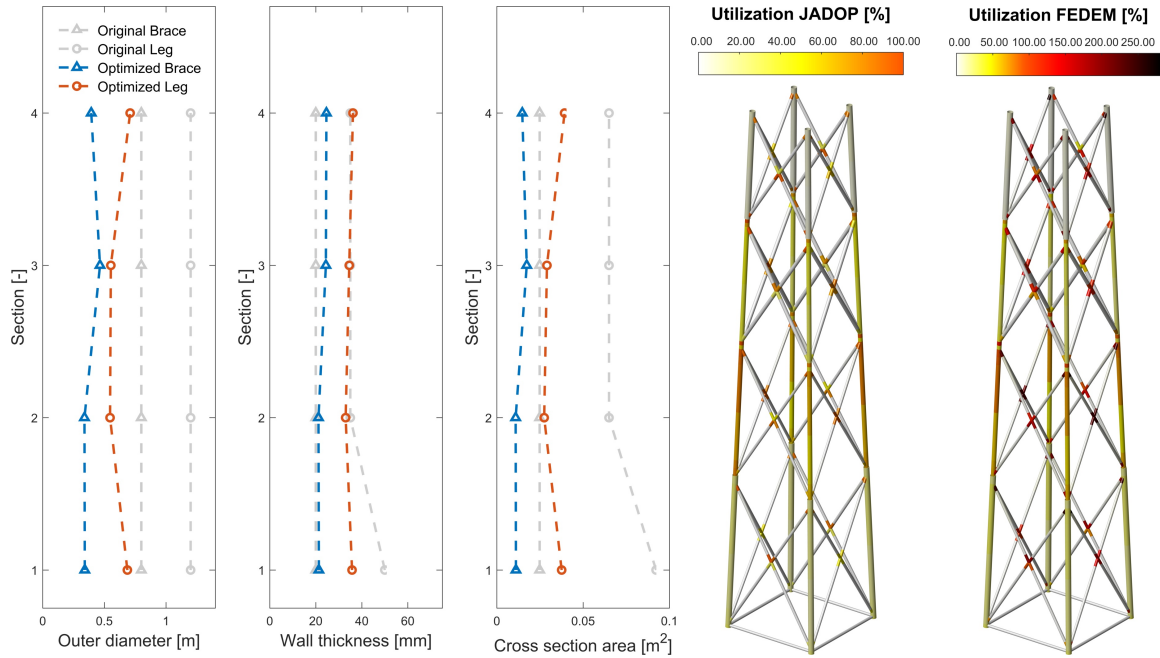 Original Brace
Original Leg
Optimized Brace
Optimized Leg
Section [-]
4
3
2
1
0
0.5
1
Outer diameter [m]
Section [-]
4
3
2
1
0
20
40
60
Wall thickness [mm]
Section [-]
4
3
2
1
0
0.05
0.1
Cross section area [m²]
Utilization JADOP [%]
0.00 20.00 40.00 60.00 80.00 100.00
Utilization FEDEM [%]
0.00 50.00 100.00 150.00 200.00 250.00